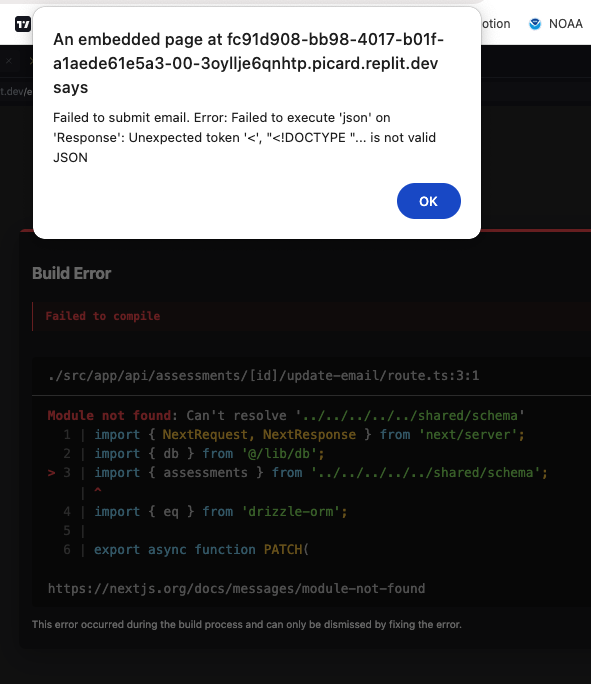 otion NOAA
t.dev/e
An embedded page at fc91d908-bb98-4017-b01f-
a1aede61e5a3-00-3oyllje6qnhtp.picard.replit.dev
says
Failed to submit email. Error: Failed to execute 'json' on
'Response': Unexpected token '<', "<!DOCTYPE "... is not valid
JSON
OK
Build Error
Failed to compile
./src/app/api/assessments/[id]/update-email/route.ts:3:1
Module not found: Can't resolve '../../../../../shared/schema'
1 | import { NextRequest, NextResponse } from 'next/server';
2 | import { db } from '@/lib/db';
> 3 | import { assessments } from '../../../../../shared/schema';
| ^
4 | import { eq } from 'drizzle-orm';
5 |
6 | export async function PATCH(
https://nextjs.org/docs/messages/module-not-found
This error occurred during the build process and can only be dismissed by fixing the error.